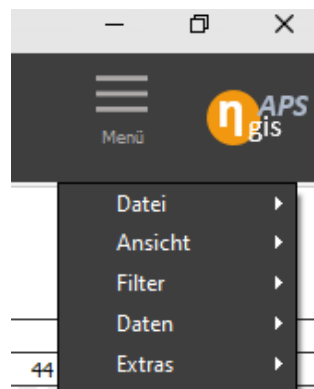 Menü
η APS
gis
Datei
Ansicht
Filter
Daten
44 Extras